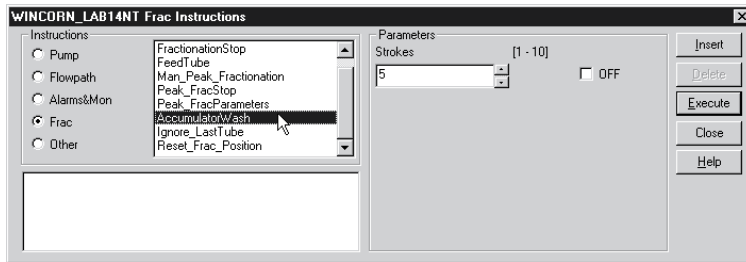 WINCORN_LAB14NT Frac Instructions
Instructions
Pump
Flowpath
Alarms&Mon
Frac
Other
FractionationStop
FeedTube
Man_Peak_Fractionation
Peak_FracStop
Peak_FracParameters
AccumulatorWash
Ignore_LastTube
Reset_Frac_Position
Parameters
Strokes [1 - 10]
5
OFF
Insert
Delete
Execute
Close
Help